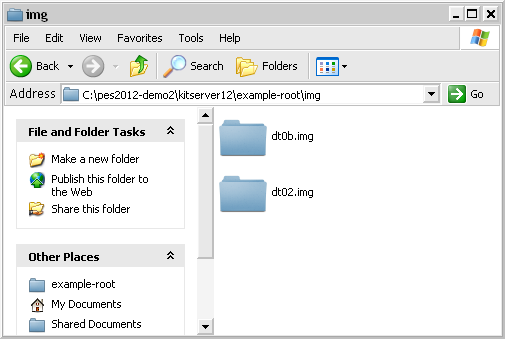 img
File Edit View Favorites Tools Help
Back Search Folders
Address C:\pes2012-demo2\kitserver12\example-root\img Go
File and Folder Tasks
Make a new folder
Publish this folder to
the Web
Share this folder
Other Places
example-root
My Documents
Shared Documents
dt0b.img
dt02.img